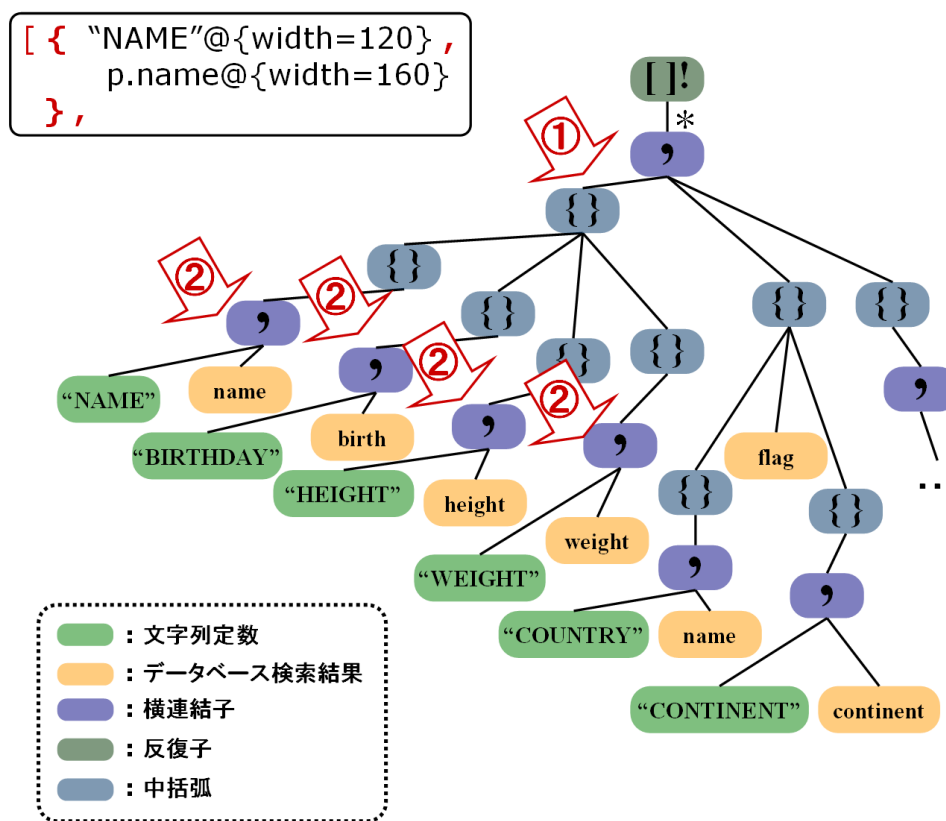 [ { “NAME”@{width=120} ,
p.name@{width=160}
} ,
[ ]!
*
,
①
{ }
{ }
②
②
{ }
{ }
{ }
,
{ }
{ }
②
,
“NAME”
name
②
,
,
,
birth
“BIRTHDAY”
flag
“HEIGHT”
height
{ }
{ }
..
weight
“WEIGHT”
,
,
“COUNTRY”
name
“CONTINENT”
continent
：文字列定数
：データベース検索結果
, ：横連結子
：反復子
：中括弧